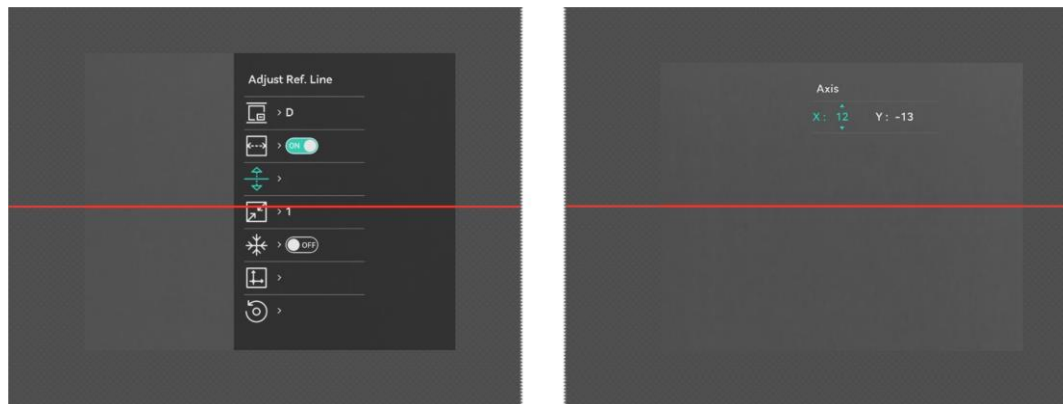 Adjust Ref. Line
> D
> ON
>
> 1
> OFF
>
>
Axis
X: 12 Y: -13